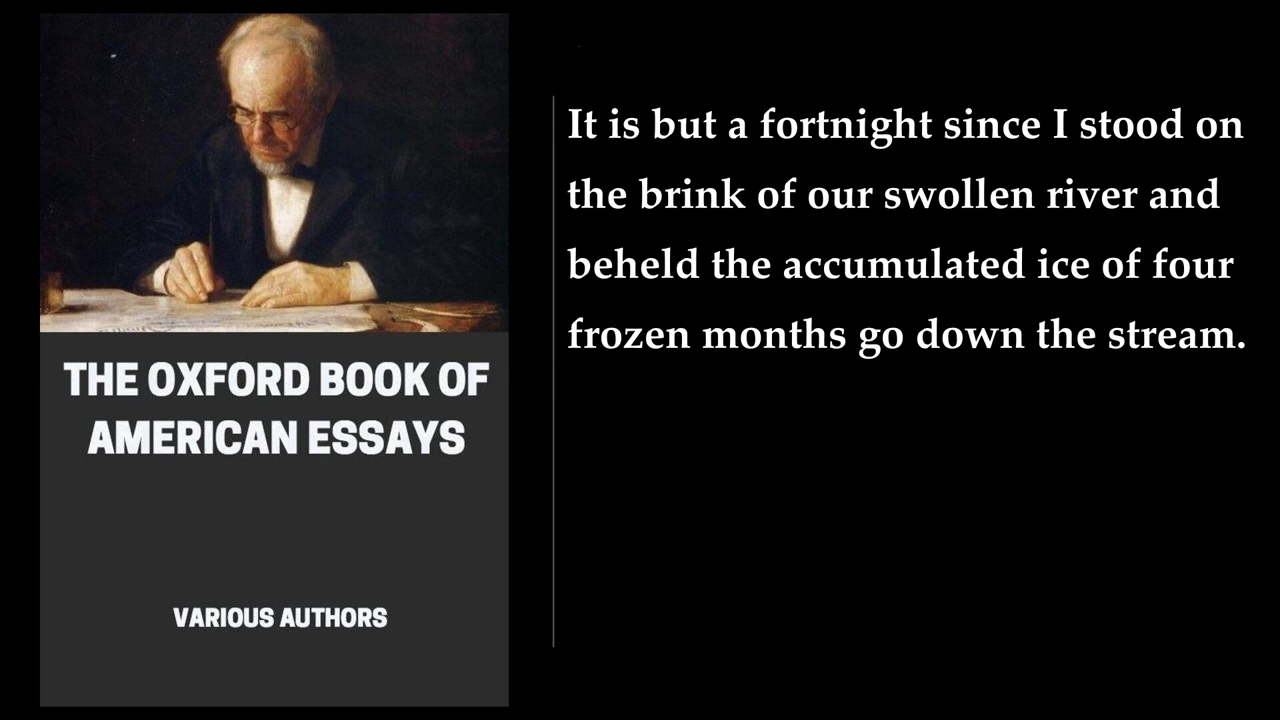 THE OXFORD BOOK OF
AMERICAN ESSAYS
VARIOUS AUTHORS
It is but a fortnight since I stood on
the brink of our swollen river and
beheld the accumulated ice of four
frozen months go down the stream.